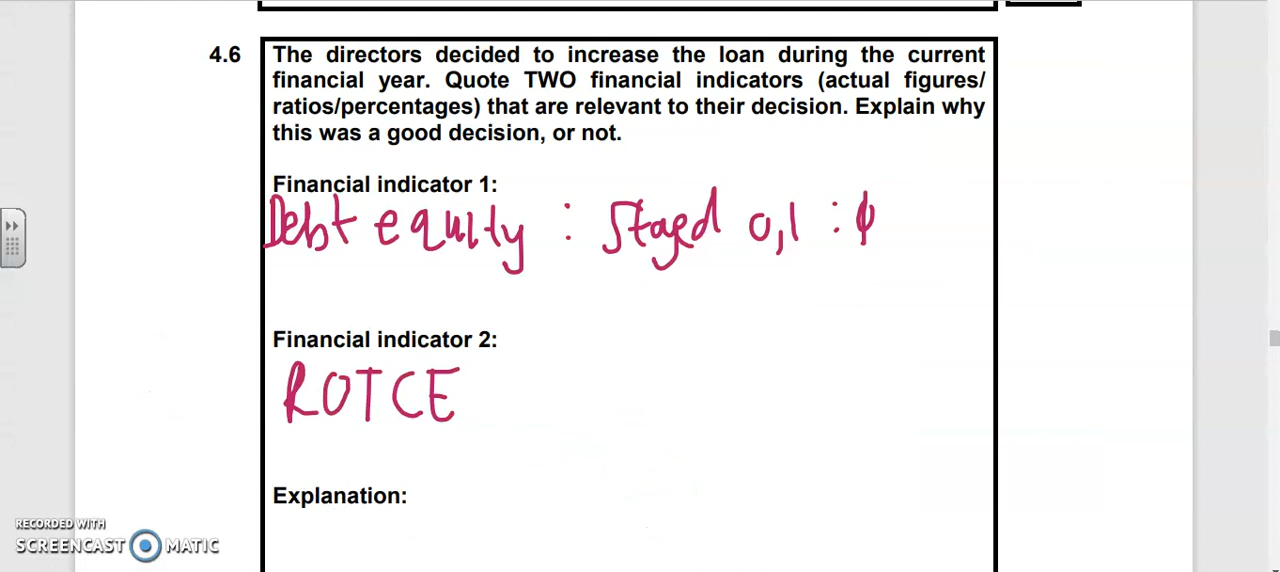 4.6 The directors decided to increase the loan during the current
financial year. Quote TWO financial indicators (actual figures/
ratios/percentages) that are relevant to their decision. Explain why
this was a good decision, or not.
Financial indicator 1:
Debt equity : Stayed 0,1 :
Financial indicator 2:
ROTCE
Explanation:
RECORDED WITH
SCREENCAST MATIC